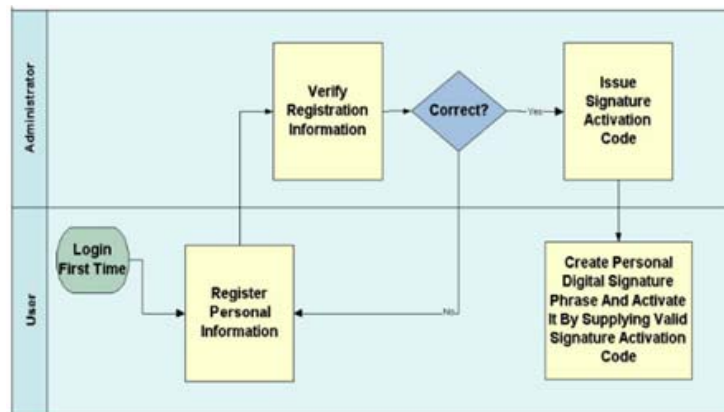 Administrator
Verify
Registration
Information
Correct?
Yes
Issue
Signature
Activation
Code
User
Login
First Time
Register
Personal
Information
No
Create Personal
Digital Signature
Phrase And Activate
It By Supplying Valid
Signature Activation
Code